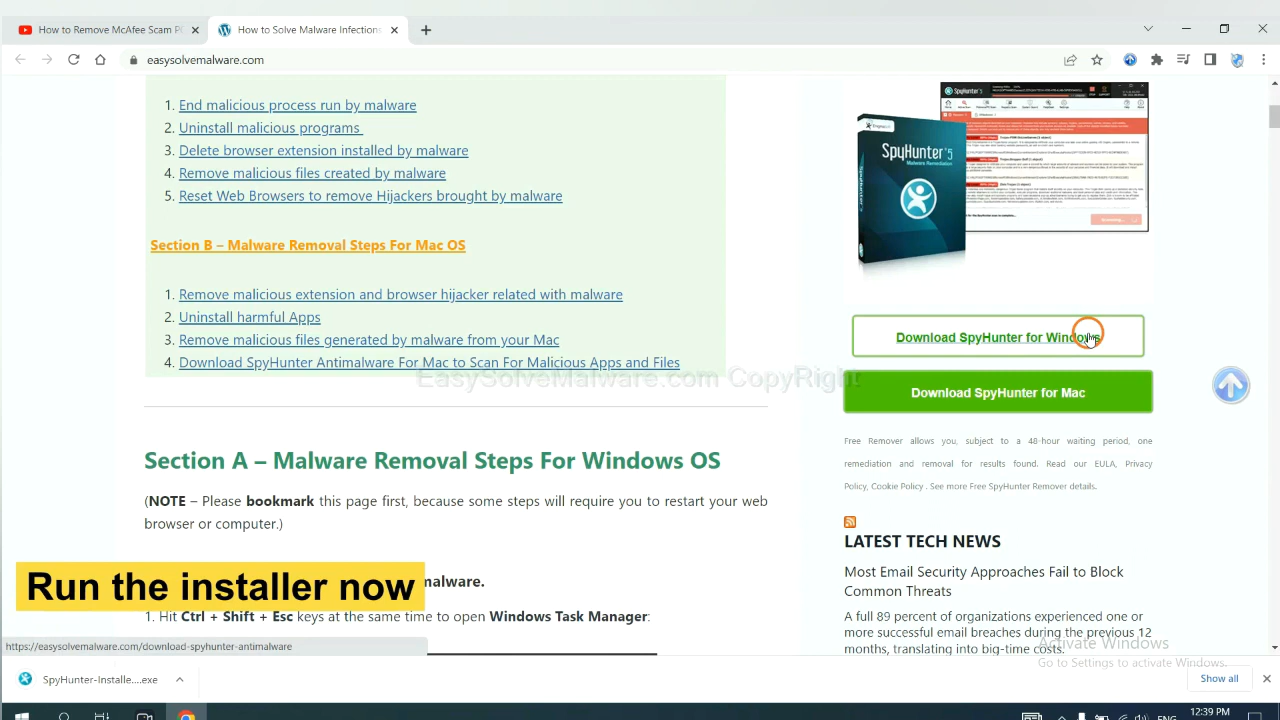 How to Remove McAfee Scam P
How to Solve Malware Infections
easysolvemalware.com
1. End malicious process run by malware
2. Uninstall malicious programs
3. Delete browser installed by malware
4. Remove malicious files created by malware
5. Reset Web Bro brought by malware
Section B – Malware Removal Steps For Mac OS
1. Remove malicious extension and browser hijacker related with malware
2. Uninstall harmful Apps
3. Remove malicious files generated by malware from your Mac
4. Download SpyHunter Antimalware For Mac to Scan For Malicious Apps and Files
EasySolveMalware.com CopyRight
Section A – Malware Removal Steps For Windows OS
(NOTE – Please bookmark this page first, because some steps will require you to restart your web
browser or computer.)
Run the installer now
malware.
1. Hit Ctrl + Shift + Esc keys at the same time to open Windows Task Manager:
https://easysolvemalware.com/download-spyhunter-antimalware
SpyHunter 5
Malware Remediation
SpyHunter 5
Download SpyHunter for Windows
Download SpyHunter for Mac
Free Remover allows you, subject to a 48-hour waiting period, one
remediation and removal for results found. Read our EULA, Privacy
Policy, Cookie Policy . See more Free SpyHunter Remover details.
LATEST TECH NEWS
Most Email Security Approaches Fail to Block
Common Threats
A full 89 percent of organizations experienced one or
more successful email breaches during the previous 12
months, translating into big-time costs.
Activate Windows
Go to Settings to activate Windows.
SpyHunter-Installe....exe
Show all
ENG
12:39 PM